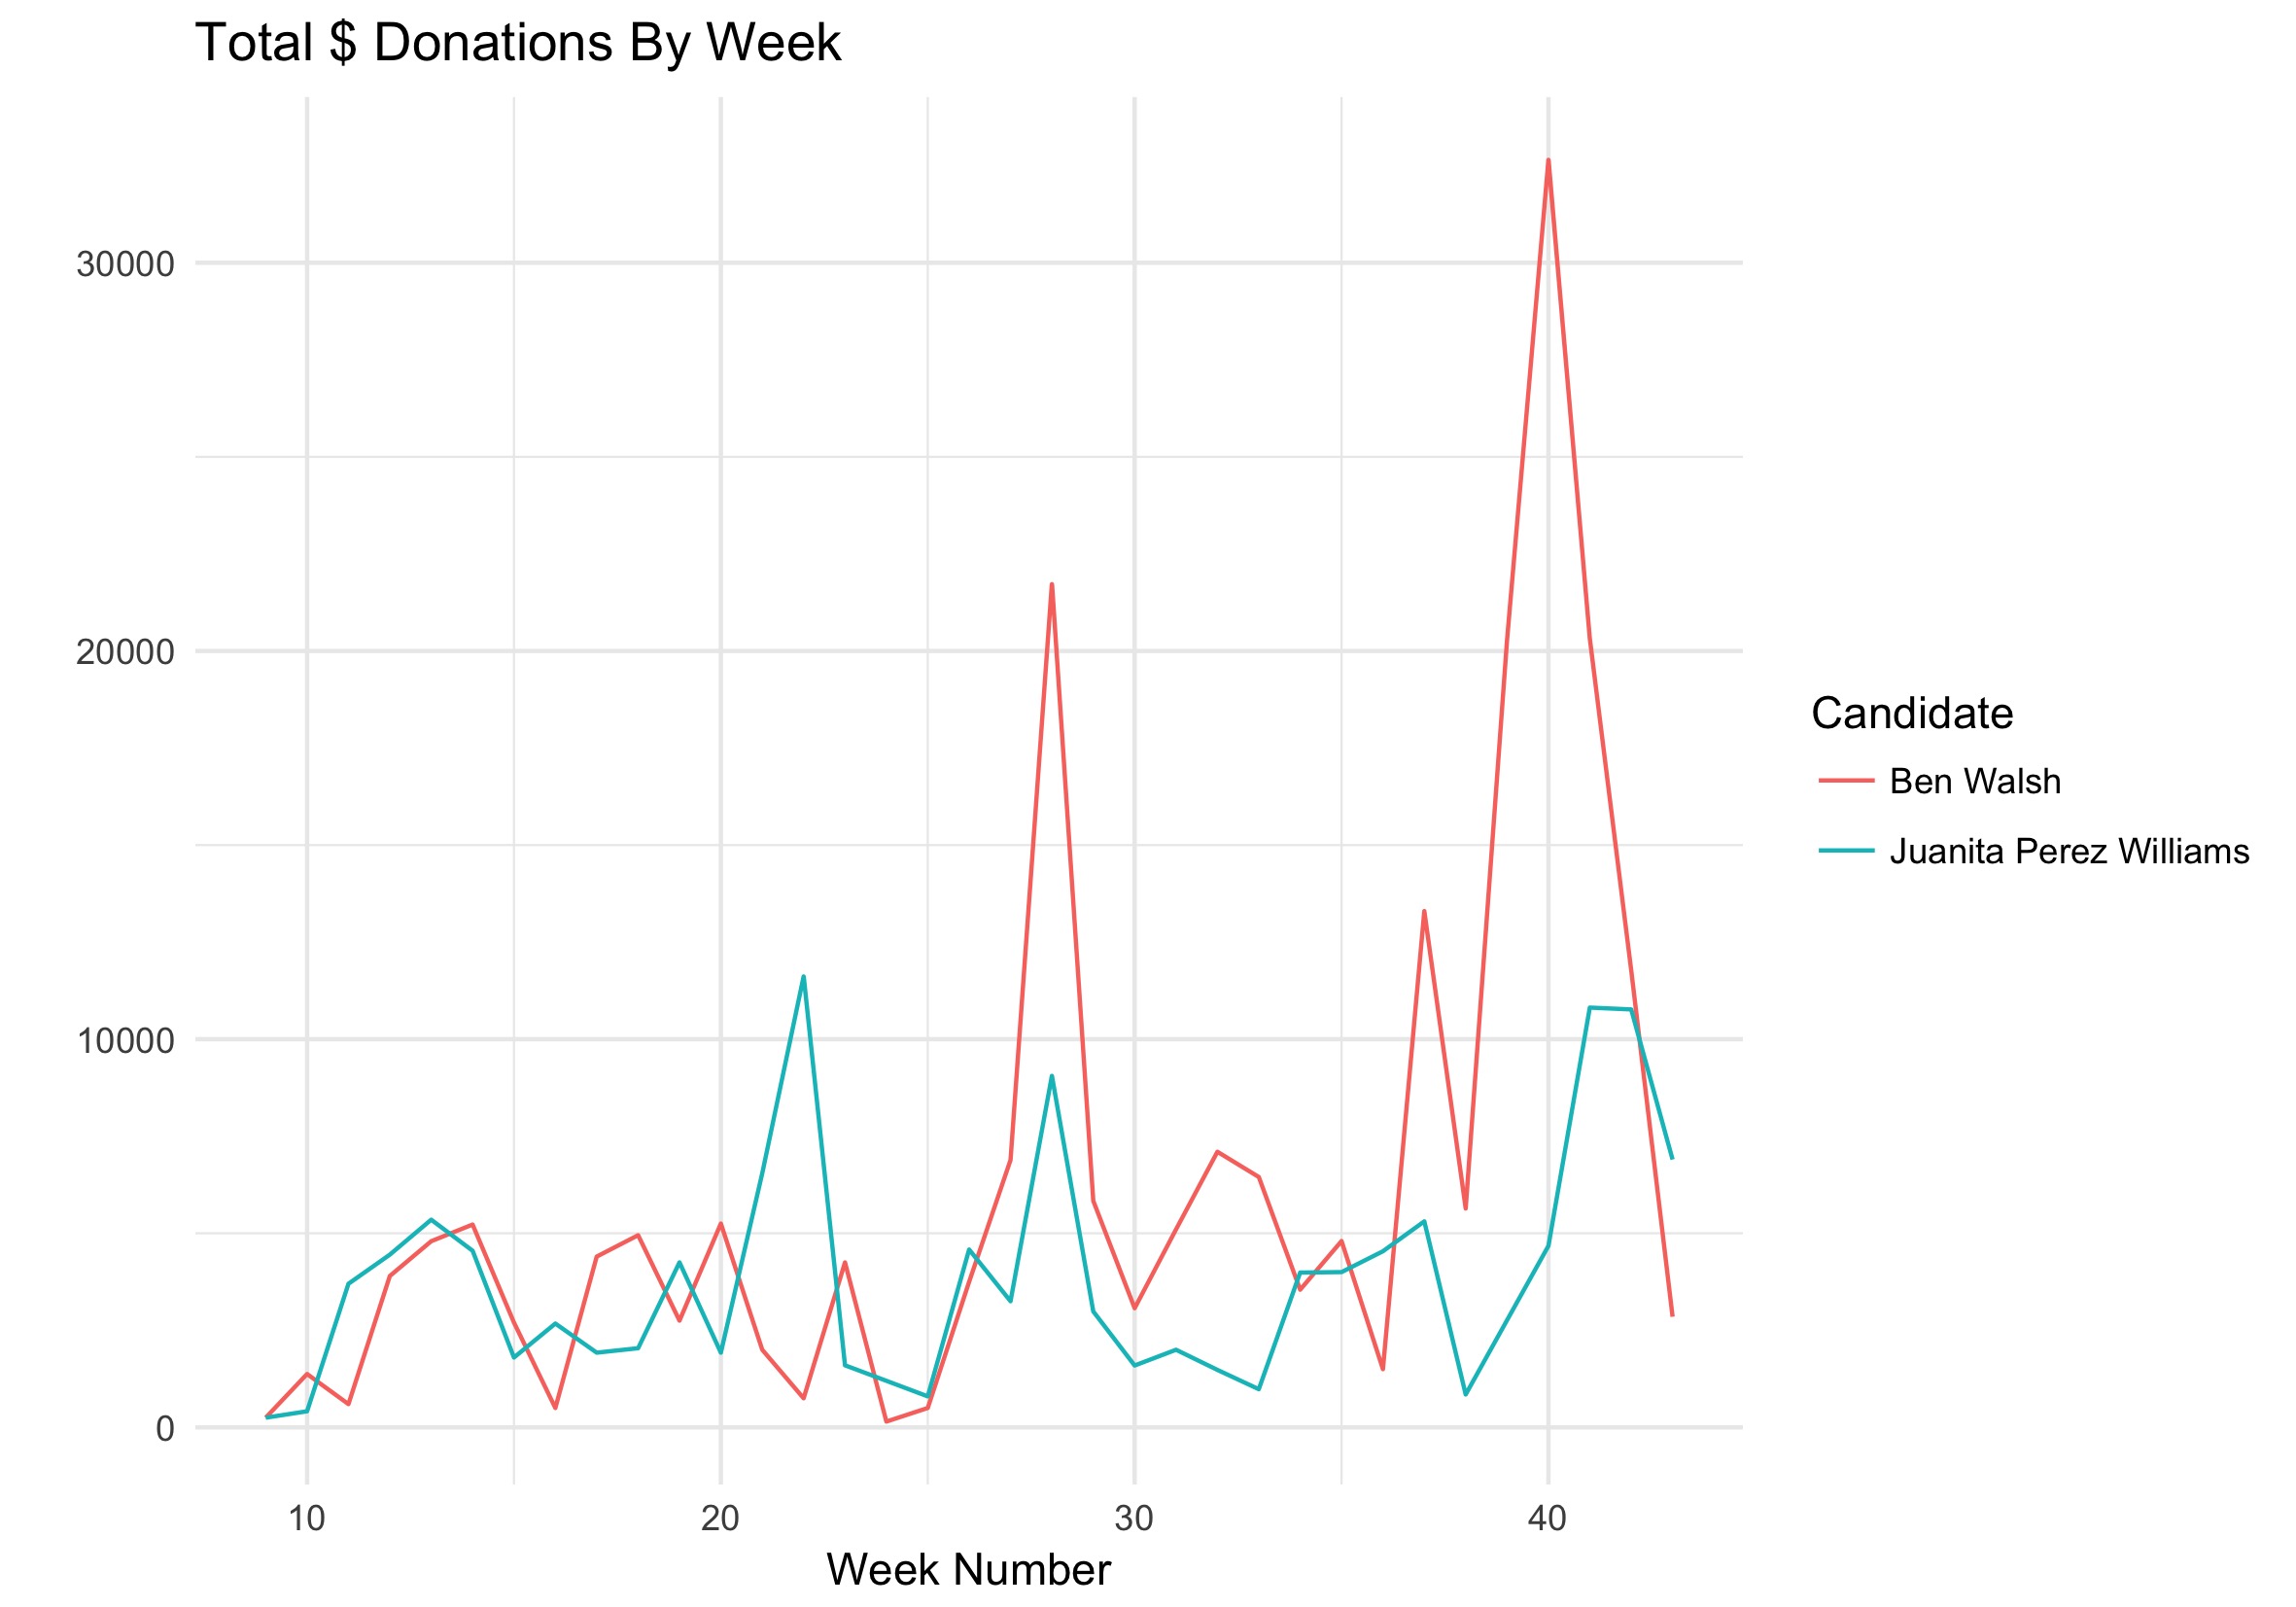 Total $ Donations By Week
30000
20000
10000
0
10 20 30 40
Week Number
Candidate
Ben Walsh
Juanita Perez Williams